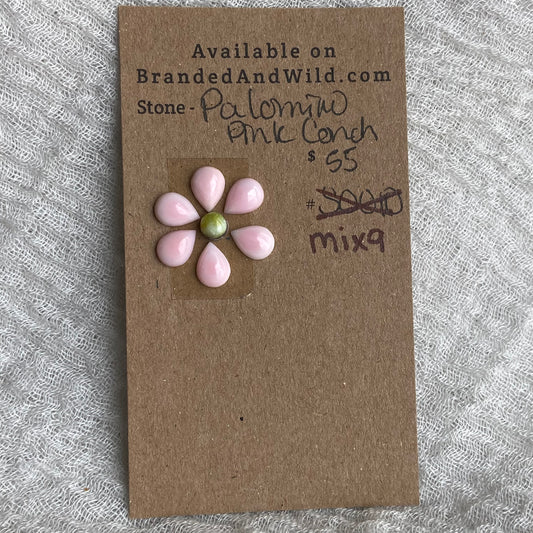 Available on
BrandedAndWild.com
Stone - Palomino
Pink Conch
$ 55
#
mix9